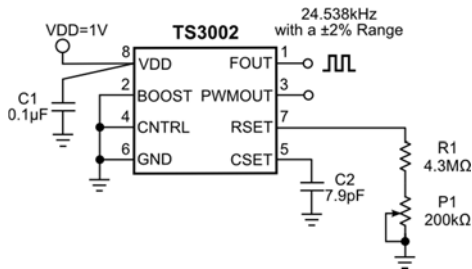 24.538kHz
with a ±2% Range
VDD=1V
TS3002
8 VDD
FOUT 1
2 BOOST
PWMOUT 3
4 CNTRL
RSET 7
6 GND
CSET 5
C1
0.1µF
C2
7.9pF
R1
4.3MΩ
P1
200kΩ